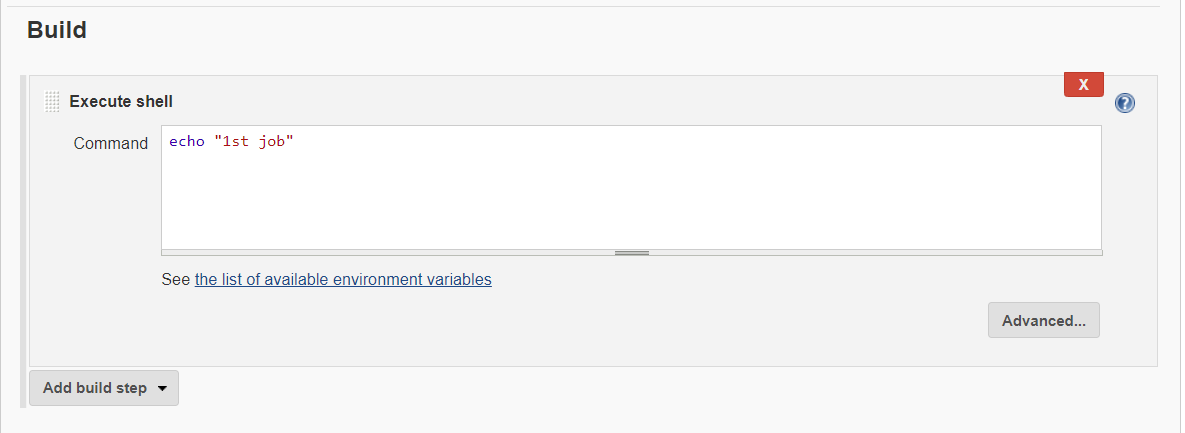 Build
X
Execute shell
?
Command
echo "1st job"
See the list of available environment variables
Advanced...
Add build step